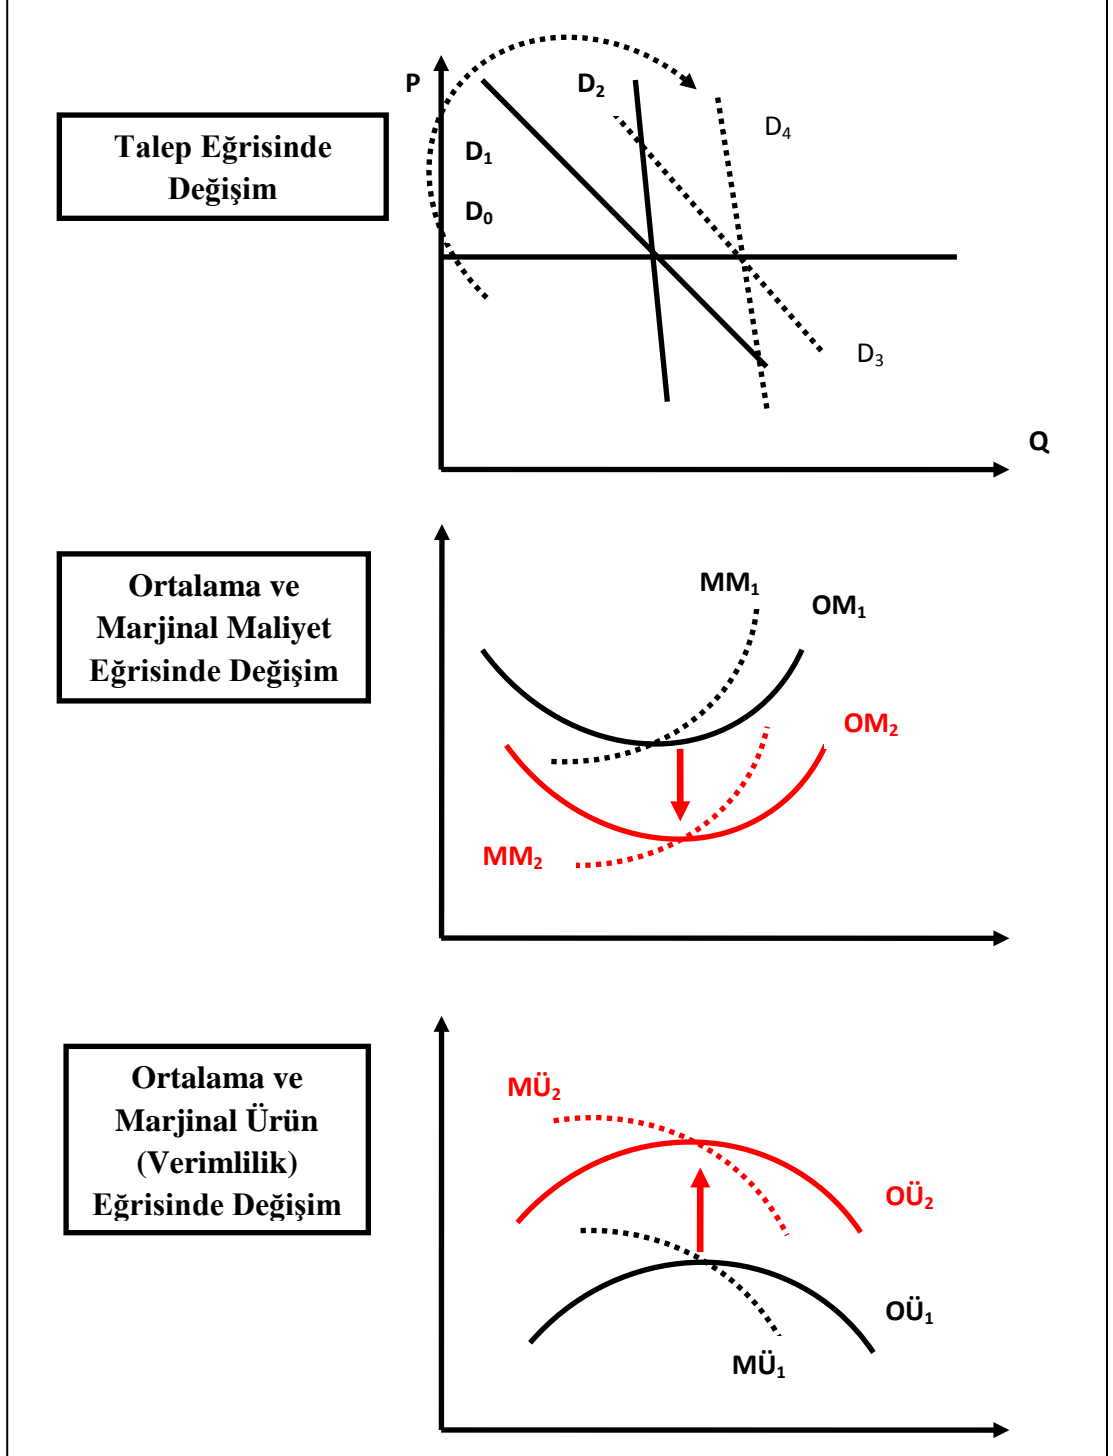 Talep Eğrisinde
Değişim
P
D2
D4
D1
D0
D3
Q
Ortalama ve
Marjinal Maliyet
Eğrisinde Değişim
MM1
OM1
OM2
MM2
Ortalama ve
Marjinal Ürün
(Verimlilik)
Eğrisinde Değişim
MÜ2
OÜ2
OÜ1
MÜ1